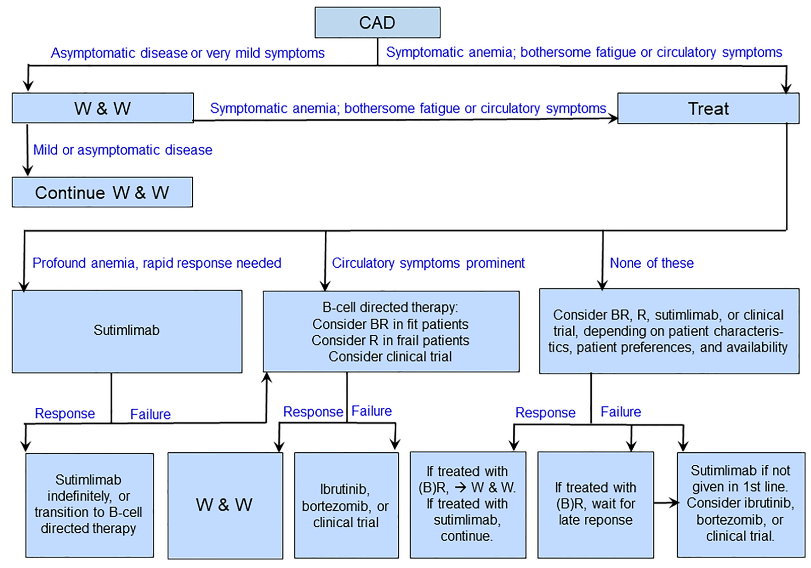 CAD
Asymptomatic disease or very mild symptoms
Symptomatic anemia; bothersome fatigue or circulatory symptoms
W & W
Symptomatic anemia; bothersome fatigue or circulatory symptoms
Treat
Mild or asymptomatic disease
Continue W & W
Profound anemia, rapid response needed
Circulatory symptoms prominent
None of these
Sutimlimab
B-cell directed therapy:
Consider BR in fit patients
Consider R in frail patients
Consider clinical trial
Consider BR, R, sutimlimab, or clinical
trial, depending on patient characteris-
tics, patient preferences, and availability
Response
Failure
Response
Failure
Response
Failure
Sutimlimab
indefinitely, or
transition to B-cell
directed therapy
W & W
Ibrutinib,
bortezomib, or
clinical trial
If treated with
(B)R, → W & W.
If treated with
sutimlimab,
continue.
If treated with
(B)R, wait for
late reponse
Sutimlimab if not
given in 1st line.
Consider ibrutinib,
bortezomib, or
clinical trial.